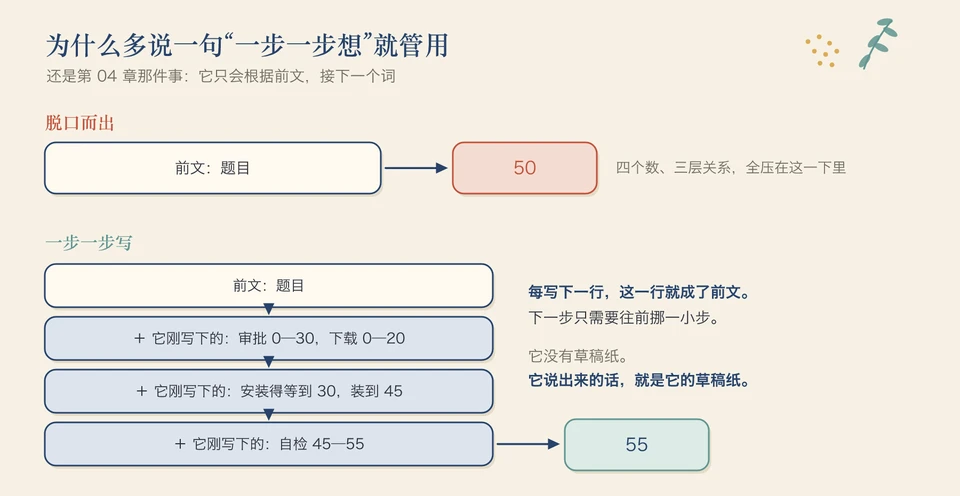 为什么多说一句“一步一步想”就管用
还是第 04 章那件事：它只会根据前文，接下一个词
脱口而出
前文：题目
50
四个数、三层关系，全压在这一下里
一步一步写
前文：题目
＋ 它刚写下的：审批 0—30，下载 0—20
＋ 它刚写下的：安装得等到 30，装到 45
＋ 它刚写下的：自检 45—55
每写下一行，这一行就成了前文。
下一步只需要往前挪一小步。
它没有草稿纸。
它说出来的话，就是它的草稿纸。
55